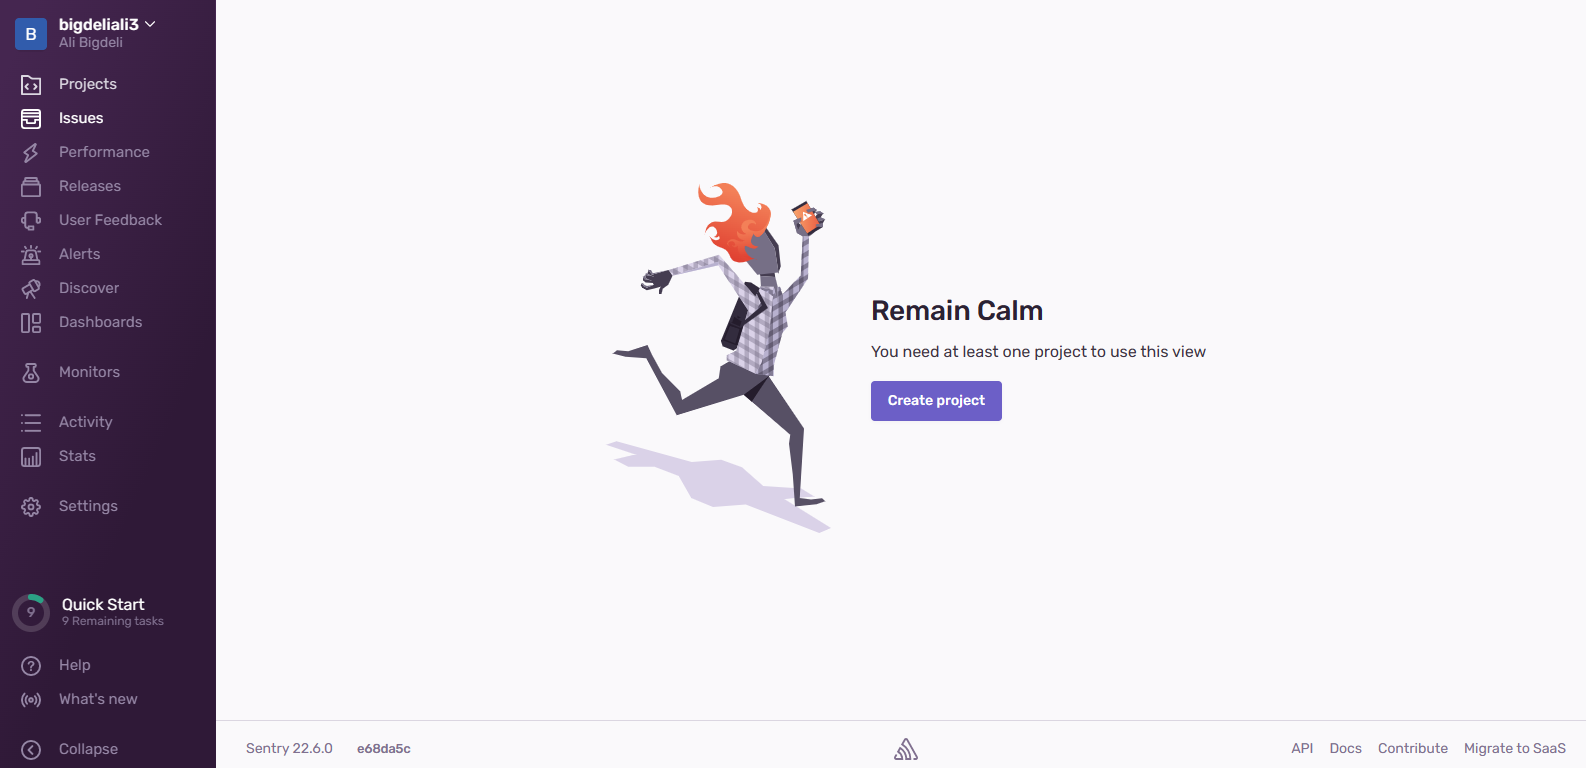 B
bigdeliali3
Ali Bigdeli
Projects
Issues
Performance
Releases
User Feedback
Alerts
Discover
Dashboards
Monitors
Activity
Stats
Settings
9
Quick Start
9 Remaining tasks
Help
What's new
Collapse
Remain Calm
You need at least one project to use this view
Create project
Sentry 22.6.0 e68da5c
API Docs Contribute Migrate to SaaS